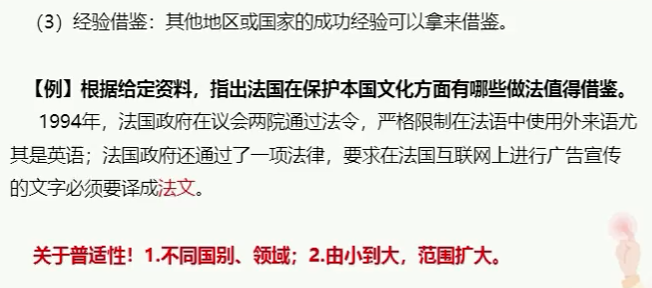 （3）经验借鉴：其他地区或国家的成功经验可以拿来借鉴。
【例】根据给定资料，指出法国在保护本国文化方面有哪些做法值得借鉴。
1994年，法国政府在议会两院通过法令，严格限制在法语中使用外来语尤
其是英语；法国政府还通过了一项法律，要求在法国互联网上进行广告宣传
的文字必须要译成法文。
关于普适性！1.不同国别、领域；2.由小到大，范围扩大。